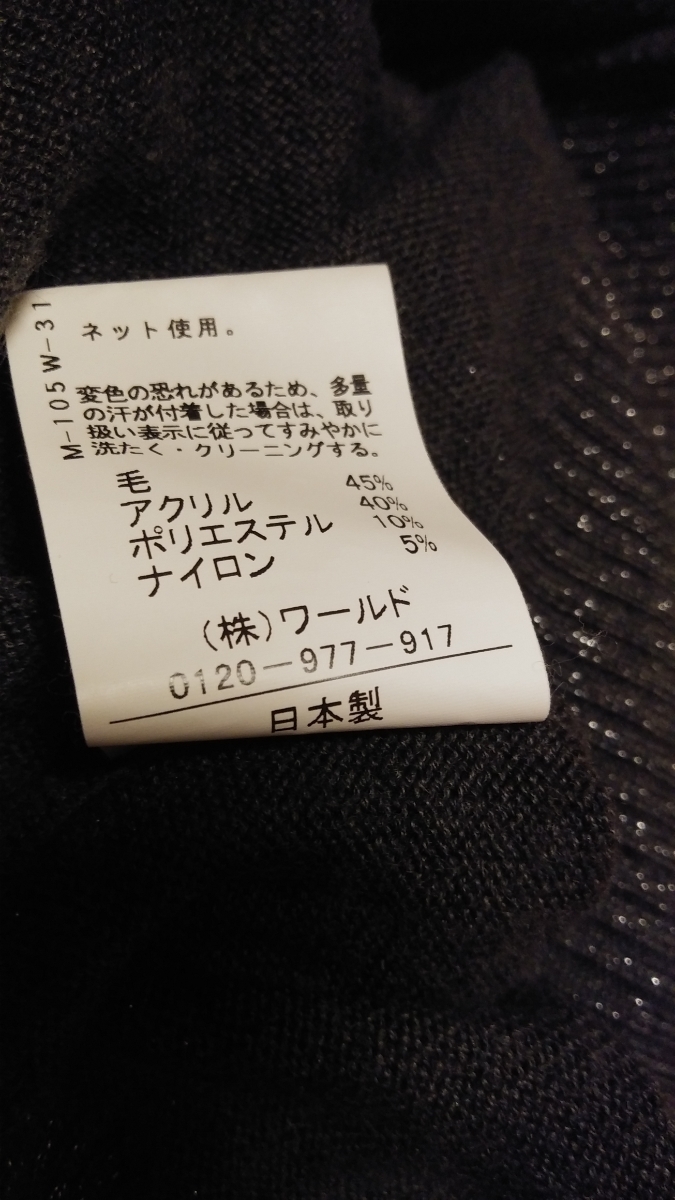 M-105W-31
ネット使用。
変色の恐れがあるため、多量
の汗が付着した場合は、取り
扱い表示に従ってすみやかに
洗たく・クリーニングする。
毛 45%
アクリル 40%
ポリエステル 10%
ナイロン 5%
(株)ワールド
0120-977-917
日本製